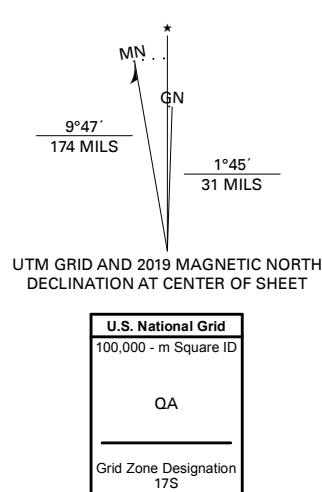 ★
MN
GN
9°47´
174 MILS
1°45´
31 MILS
UTM GRID AND 2019 MAGNETIC NORTH
DECLINATION AT CENTER OF SHEET
U.S. National Grid
100,000 - m Square ID
QA
Grid Zone Designation
17S